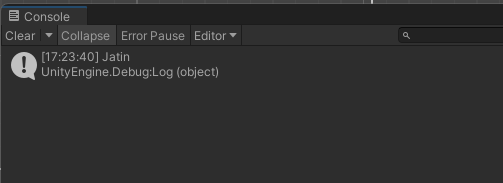 Console
Clear Collapse Error Pause Editor
[17:23:40] Jatin
UnityEngine.Debug:Log (object)